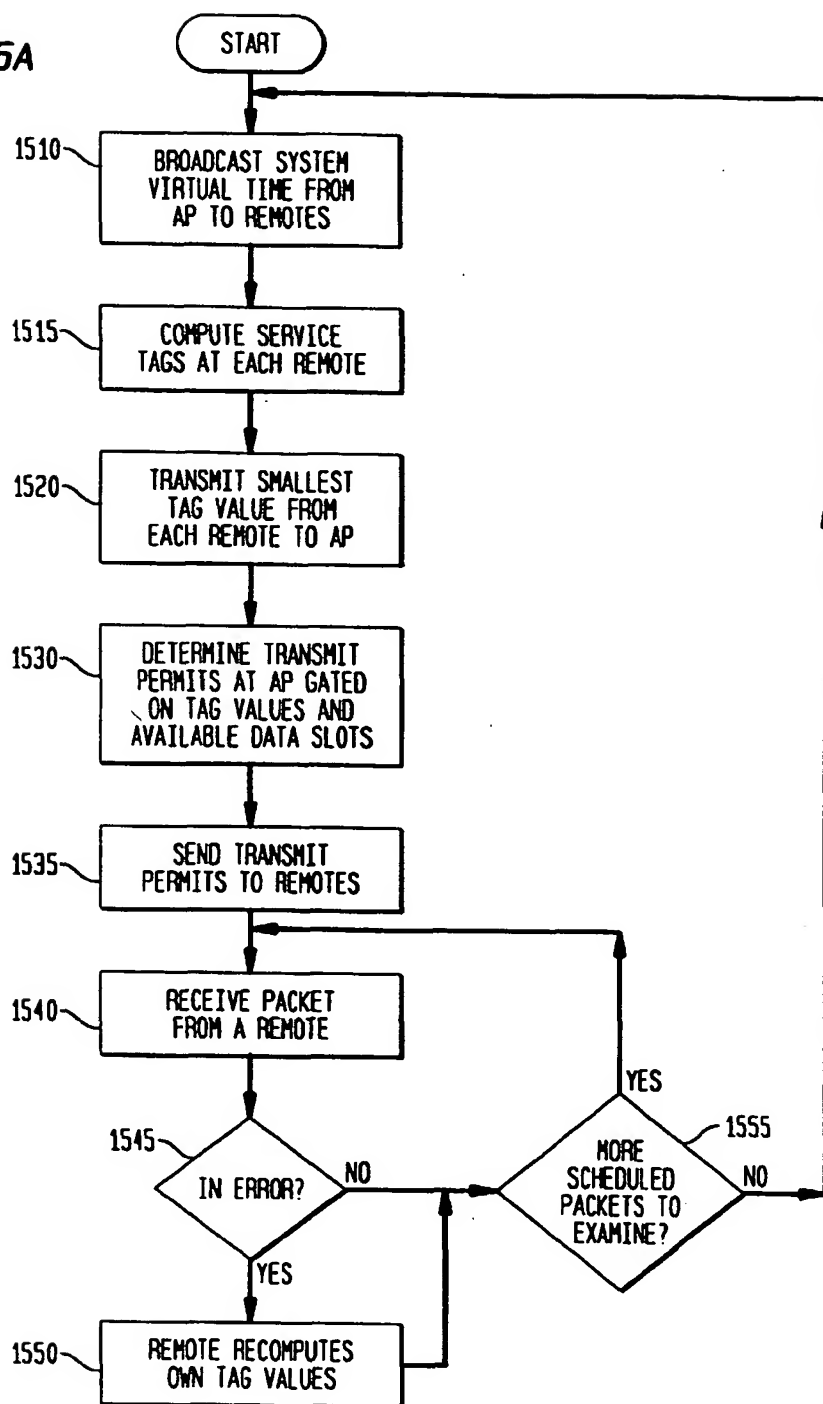 5A
START
1510
BROADCAST SYSTEM
VIRTUAL TIME FROM
AP TO REMOTES
1515
COMPUTE SERVICE
TAGS AT EACH REMOTE
1520
TRANSMIT SMALLEST
TAG VALUE FROM
EACH REMOTE TO AP
1530
DETERMINE TRANSMIT
PERMITS AT AP GATED
ON TAG VALUES AND
AVAILABLE DATA SLOTS
1535
SEND TRANSMIT
PERMITS TO REMOTES
1540
RECEIVE PACKET
FROM A REMOTE
1545
IN ERROR?
NO
YES
1550
REMOTE RECOMPUTES
OWN TAG VALUES
YES
1555
MORE
SCHEDULED
PACKETS TO
EXAMINE?
NO